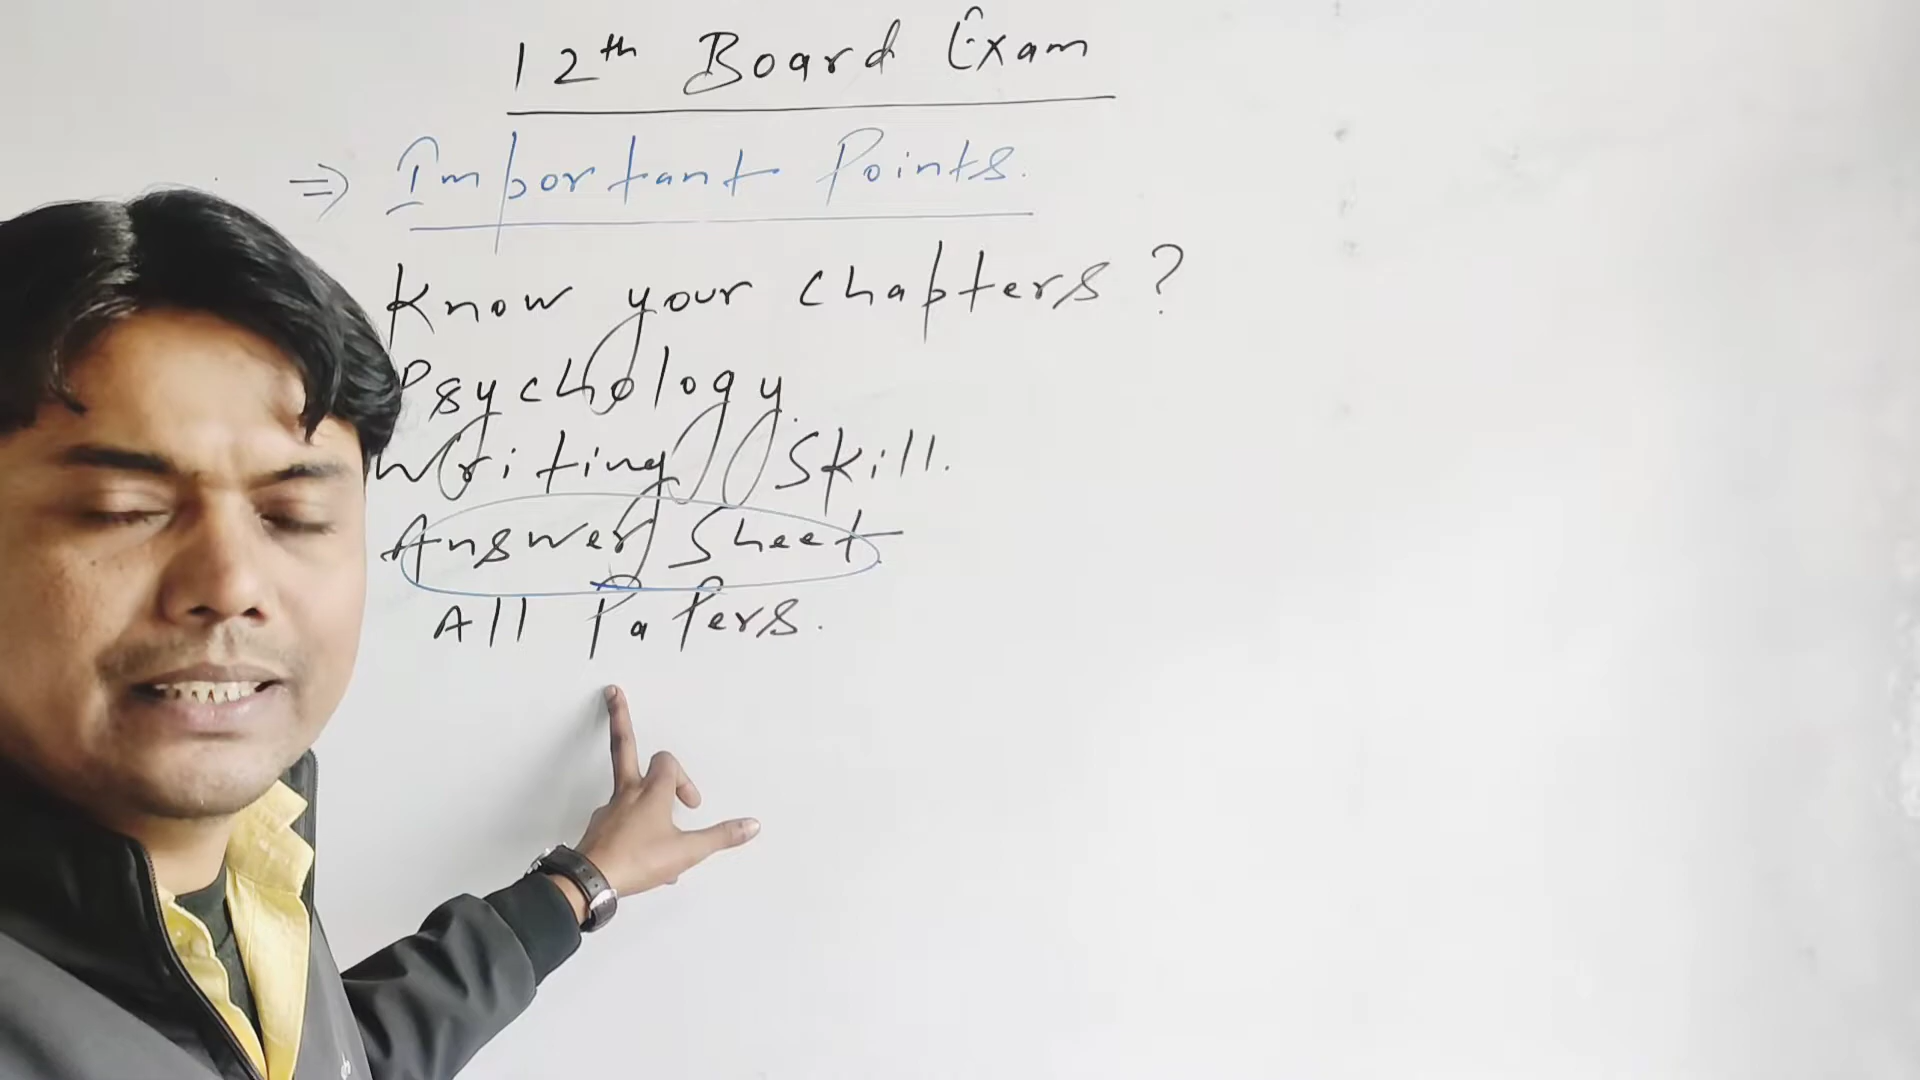 12th Board Exam
⇒ Important Points.
Know your chapters ?
Psychology
Writing Skill.
Answer Sheet
All Papers.